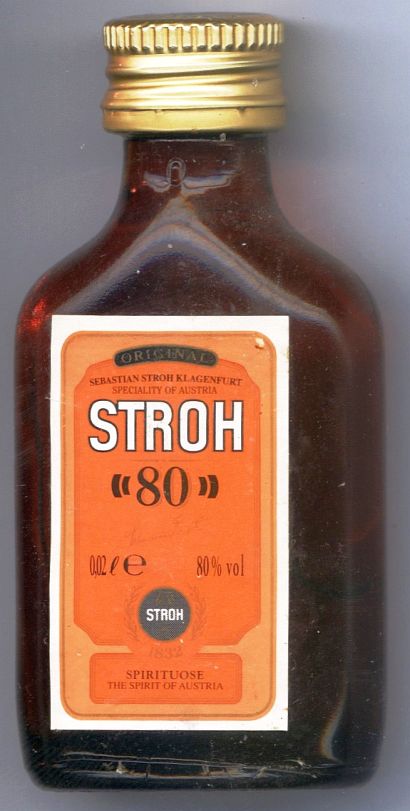 ORIGINAL
SEBASTIAN STROH KLAGENFURT
SPECIALITY OF AUSTRIA
STROH
"80"
0,02 ℓ ℮ 80% vol
STROH
1832
SPIRITUOSE
THE SPIRIT OF AUSTRIA